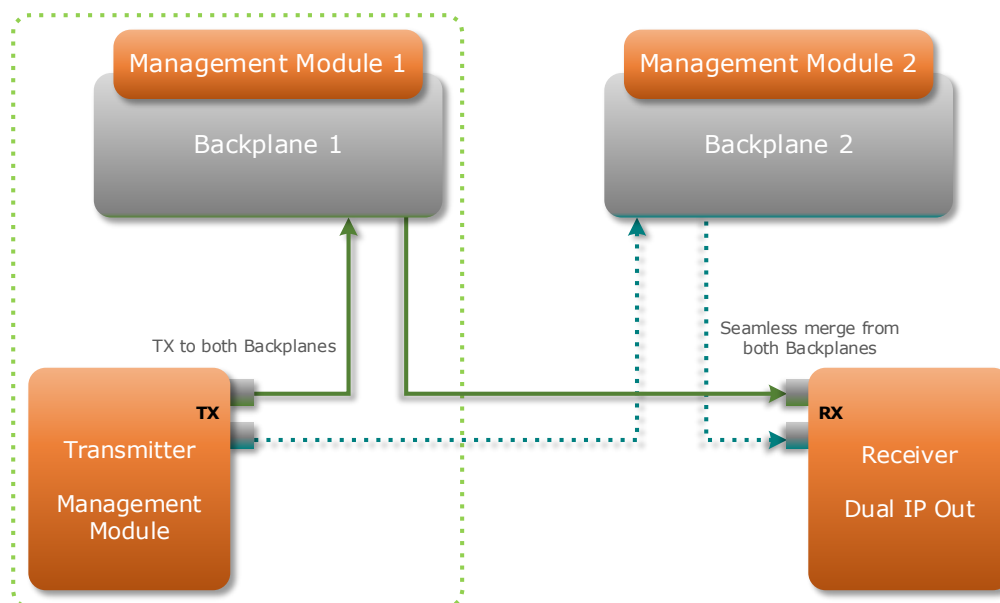 Management Module 1
Management Module 2
Backplane 1
Backplane 2
TX to both Backplanes
Seamless merge from
both Backplanes
TX
RX
Transmitter
Management
Module
Receiver
Dual IP Out